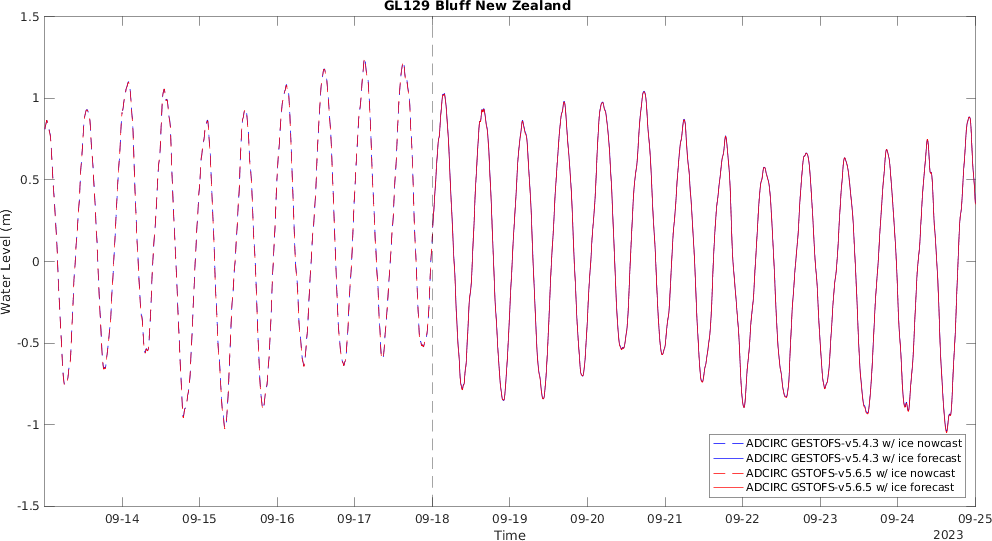 GL129 Bluff New Zealand
1.5
1
0.5
0
-0.5
-1
-1.5
Water Level (m)
ADCIRC GESTOFS-v5.4.3 w/ ice nowcast
ADCIRC GESTOFS-v5.4.3 w/ ice forecast
ADCIRC GSTOFS-v5.6.5 w/ ice nowcast
ADCIRC GSTOFS-v5.6.5 w/ ice forecast
09-14 09-15 09-16 09-17 09-18 09-19 09-20 09-21 09-22 09-23 09-24 09-25
Time
2023